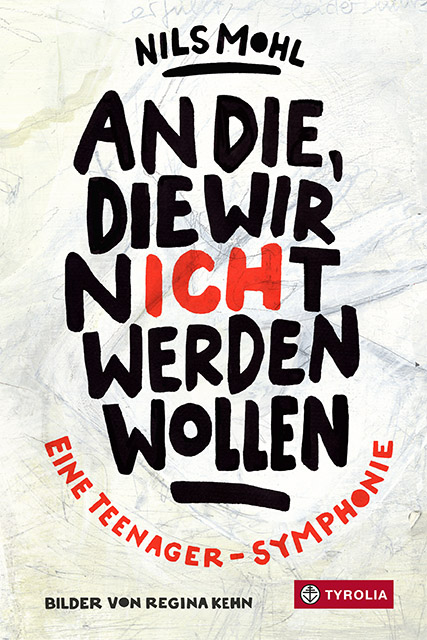 NILS MOHL
AN DIE,
DIE WIR
NICHT
WERDEN
WOLLEN
EINE TEENAGER-SYMPHONIE
BILDER VON REGINA KEHN
TYROLIA